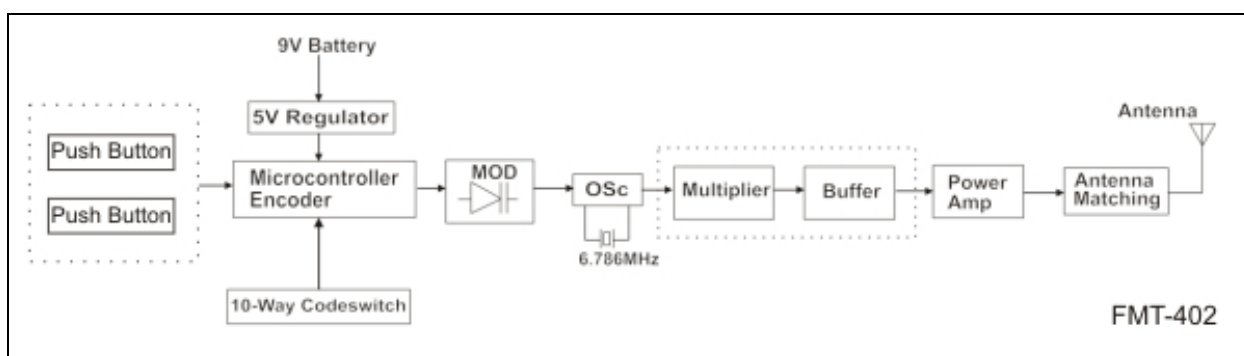 9V Battery
5V Regulator
Push Button
Push Button
Microcontroller
Encoder
10-Way Codeswitch
MOD
OSc
6.786MHz
Multiplier
Buffer
Power
Amp
Antenna
Matching
Antenna
FMT-402